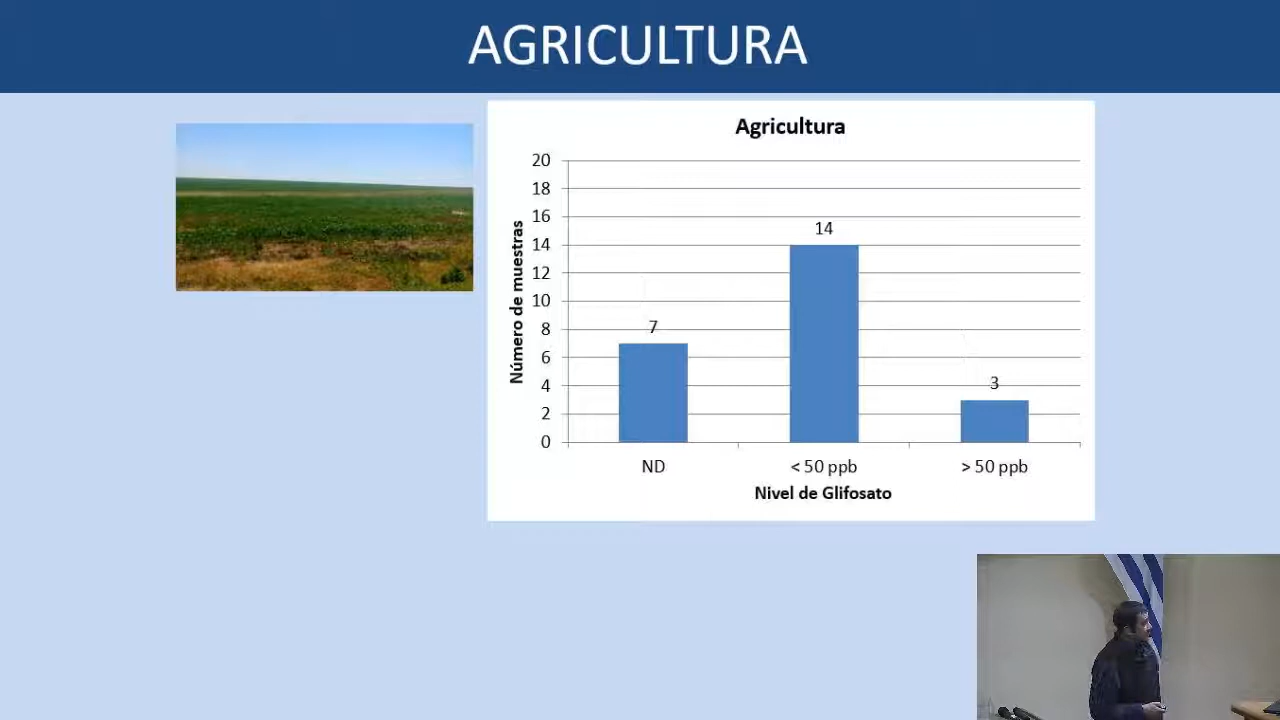 AGRICULTURA
Agricultura
20
18
16
14
12
10
8
6
4
2
0
Número de muestras
7
14
3
ND
< 50 ppb
> 50 ppb
Nivel de Glifosato